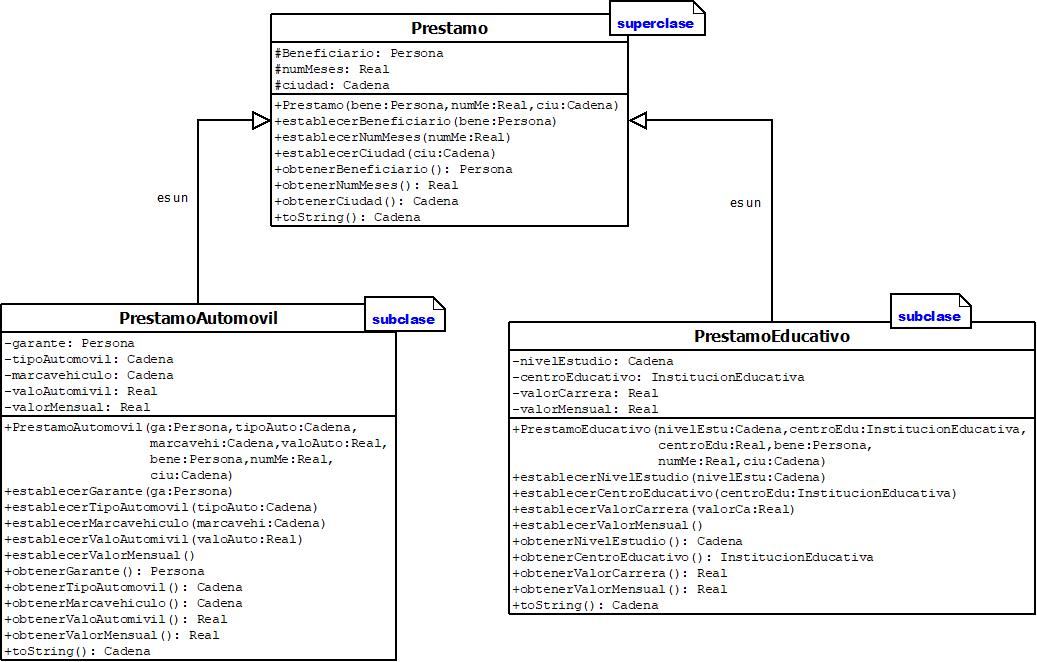 superclase
Prestamo
#Beneficiario: Persona
#numMeses: Real
#ciudad: Cadena
+Prestamo(bene:Persona,numMe:Real,ciu:Cadena)
+establecerBeneficiario(bene:Persona)
+establecerNumMeses(numMe:Real)
+establecerCiudad(ciu:Cadena)
+obtenerBeneficiario(): Persona
+obtenerNumMeses(): Real
+obtenerCiudad(): Cadena
+toString(): Cadena
es un
es un
subclase
PrestamoAutomovil
-garante: Persona
-tipoAutomovil: Cadena
-marcavehiculo: Cadena
-valoAutomivil: Real
-valorMensual: Real
+PrestamoAutomovil(ga:Persona,tipoAuto:Cadena,
marcavehi:Cadena,valoAuto:Real,
bene:Persona,numMe:Real,
ciu:Cadena)
+establecerGarante(ga:Persona)
+establecerTipoAutomovil(tipoAuto:Cadena)
+establecerMarcavehiculo(marcavehi:Cadena)
+establecerValoAutomivil(valoAuto:Real)
+establecerValorMensual()
+obtenerGarante(): Persona
+obtenerTipoAutomovil(): Cadena
+obtenerMarcavehiculo(): Cadena
+obtenerValoAutomivil(): Real
+obtenerValorMensual(): Real
+toString(): Cadena
subclase
PrestamoEducativo
-nivelEstudio: Cadena
-centroEducativo: InstitucionEducativa
-valorCarrera: Real
-valorMensual: Real
+PrestamoEducativo(nivelEstu:Cadena,centroEdu:InstitucionEducativa,
centroEdu:Real,bene:Persona,
numMe:Real,ciu:Cadena)
+establecerNivelEstudio(nivelEstu:Cadena)
+establecerCentroEducativo(centroEdu:InstitucionEducativa)
+establecerValorCarrera(valorCa:Real)
+establecerValorMensual()
+obtenerNivelEstudio(): Cadena
+obtenerCentroEducativo(): InstitucionEducativa
+obtenerValorCarrera(): Real
+obtenerValorMensual(): Real
+toString(): Cadena